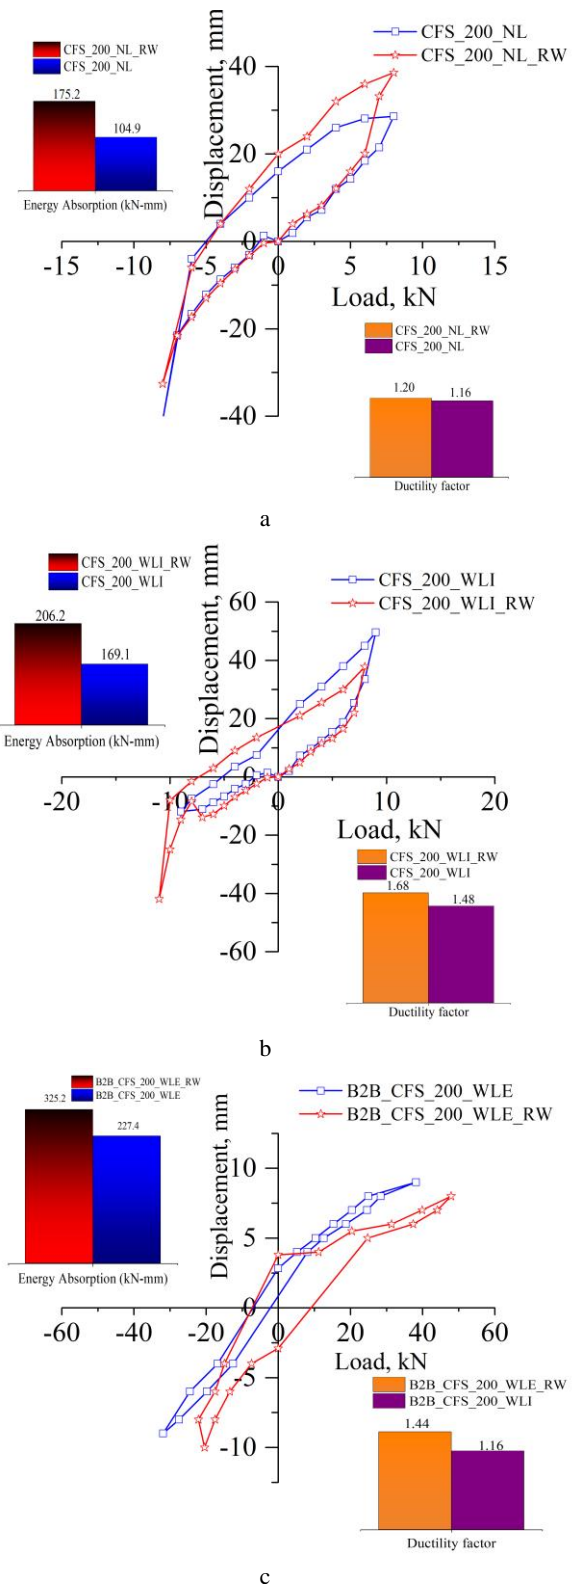 CFS_200_NL
CFS_200_NL_RW
CFS_200_NL_RW
CFS_200_NL
175.2
104.9
Energy Absorption (kN-mm)
Displacement, mm
40
20
0
-20
-40
-15
-10
-5
0
5
10
15
Load, kN
CFS_200_NL_RW
CFS_200_NL
1.20
1.16
Ductility factor
a
CFS_200_WLI_RW
CFS_200_WLI
206.2
169.1
Energy Absorption (kN-mm)
CFS_200_WLI
CFS_200_WLI_RW
Displacement, mm
60
40
20
0
-20
-40
-60
-20
-10
0
10
20
Load, kN
CFS_200_WLI_RW
CFS_200_WLI
1.68
1.48
Ductility factor
b
B2B_CFS_200_WLE_RW
B2B_CFS_200_WLE
325.2
227.4
Energy Absorption (kN-mm)
B2B_CFS_200_WLE
B2B_CFS_200_WLE_RW
Displacement, mm
10
5
0
-5
-10
-60
-40
-20
0
20
40
60
Load, kN
B2B_CFS_200_WLE_RW
B2B_CFS_200_WLI
1.44
1.16
Ductility factor
c